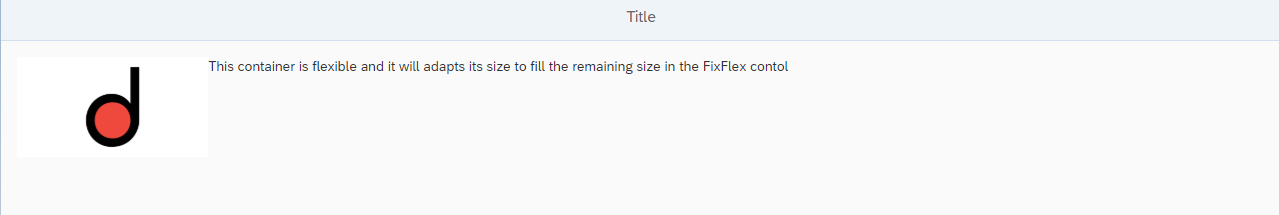 Title
This container is flexible and it will adapts its size to fill the remaining size in the FixFlex contol